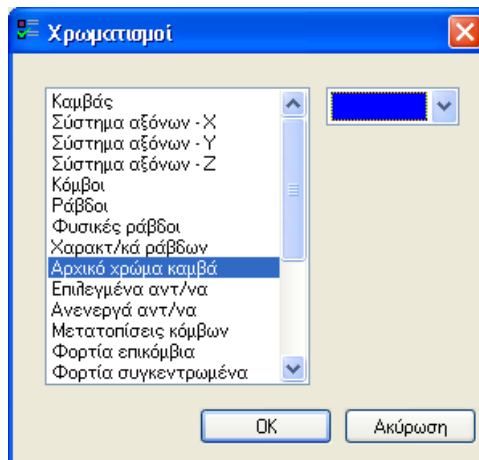 Χρωματισμοί
Καμβάς
Σύστημα αξόνων - X
Σύστημα αξόνων - Y
Σύστημα αξόνων - Z
Κόμβοι
Ράβδοι
Φυσικές ράβδοι
Χαρακτ/κά ράβδων
Αρχικό χρώμα καμβά
Επιλεγμένα αντ/να
Ανενεργά αντ/να
Μετατοπίσεις κόμβων
Φορτία επικόμβια
Φορτία συγκεντρωμένα
OK
Ακύρωση